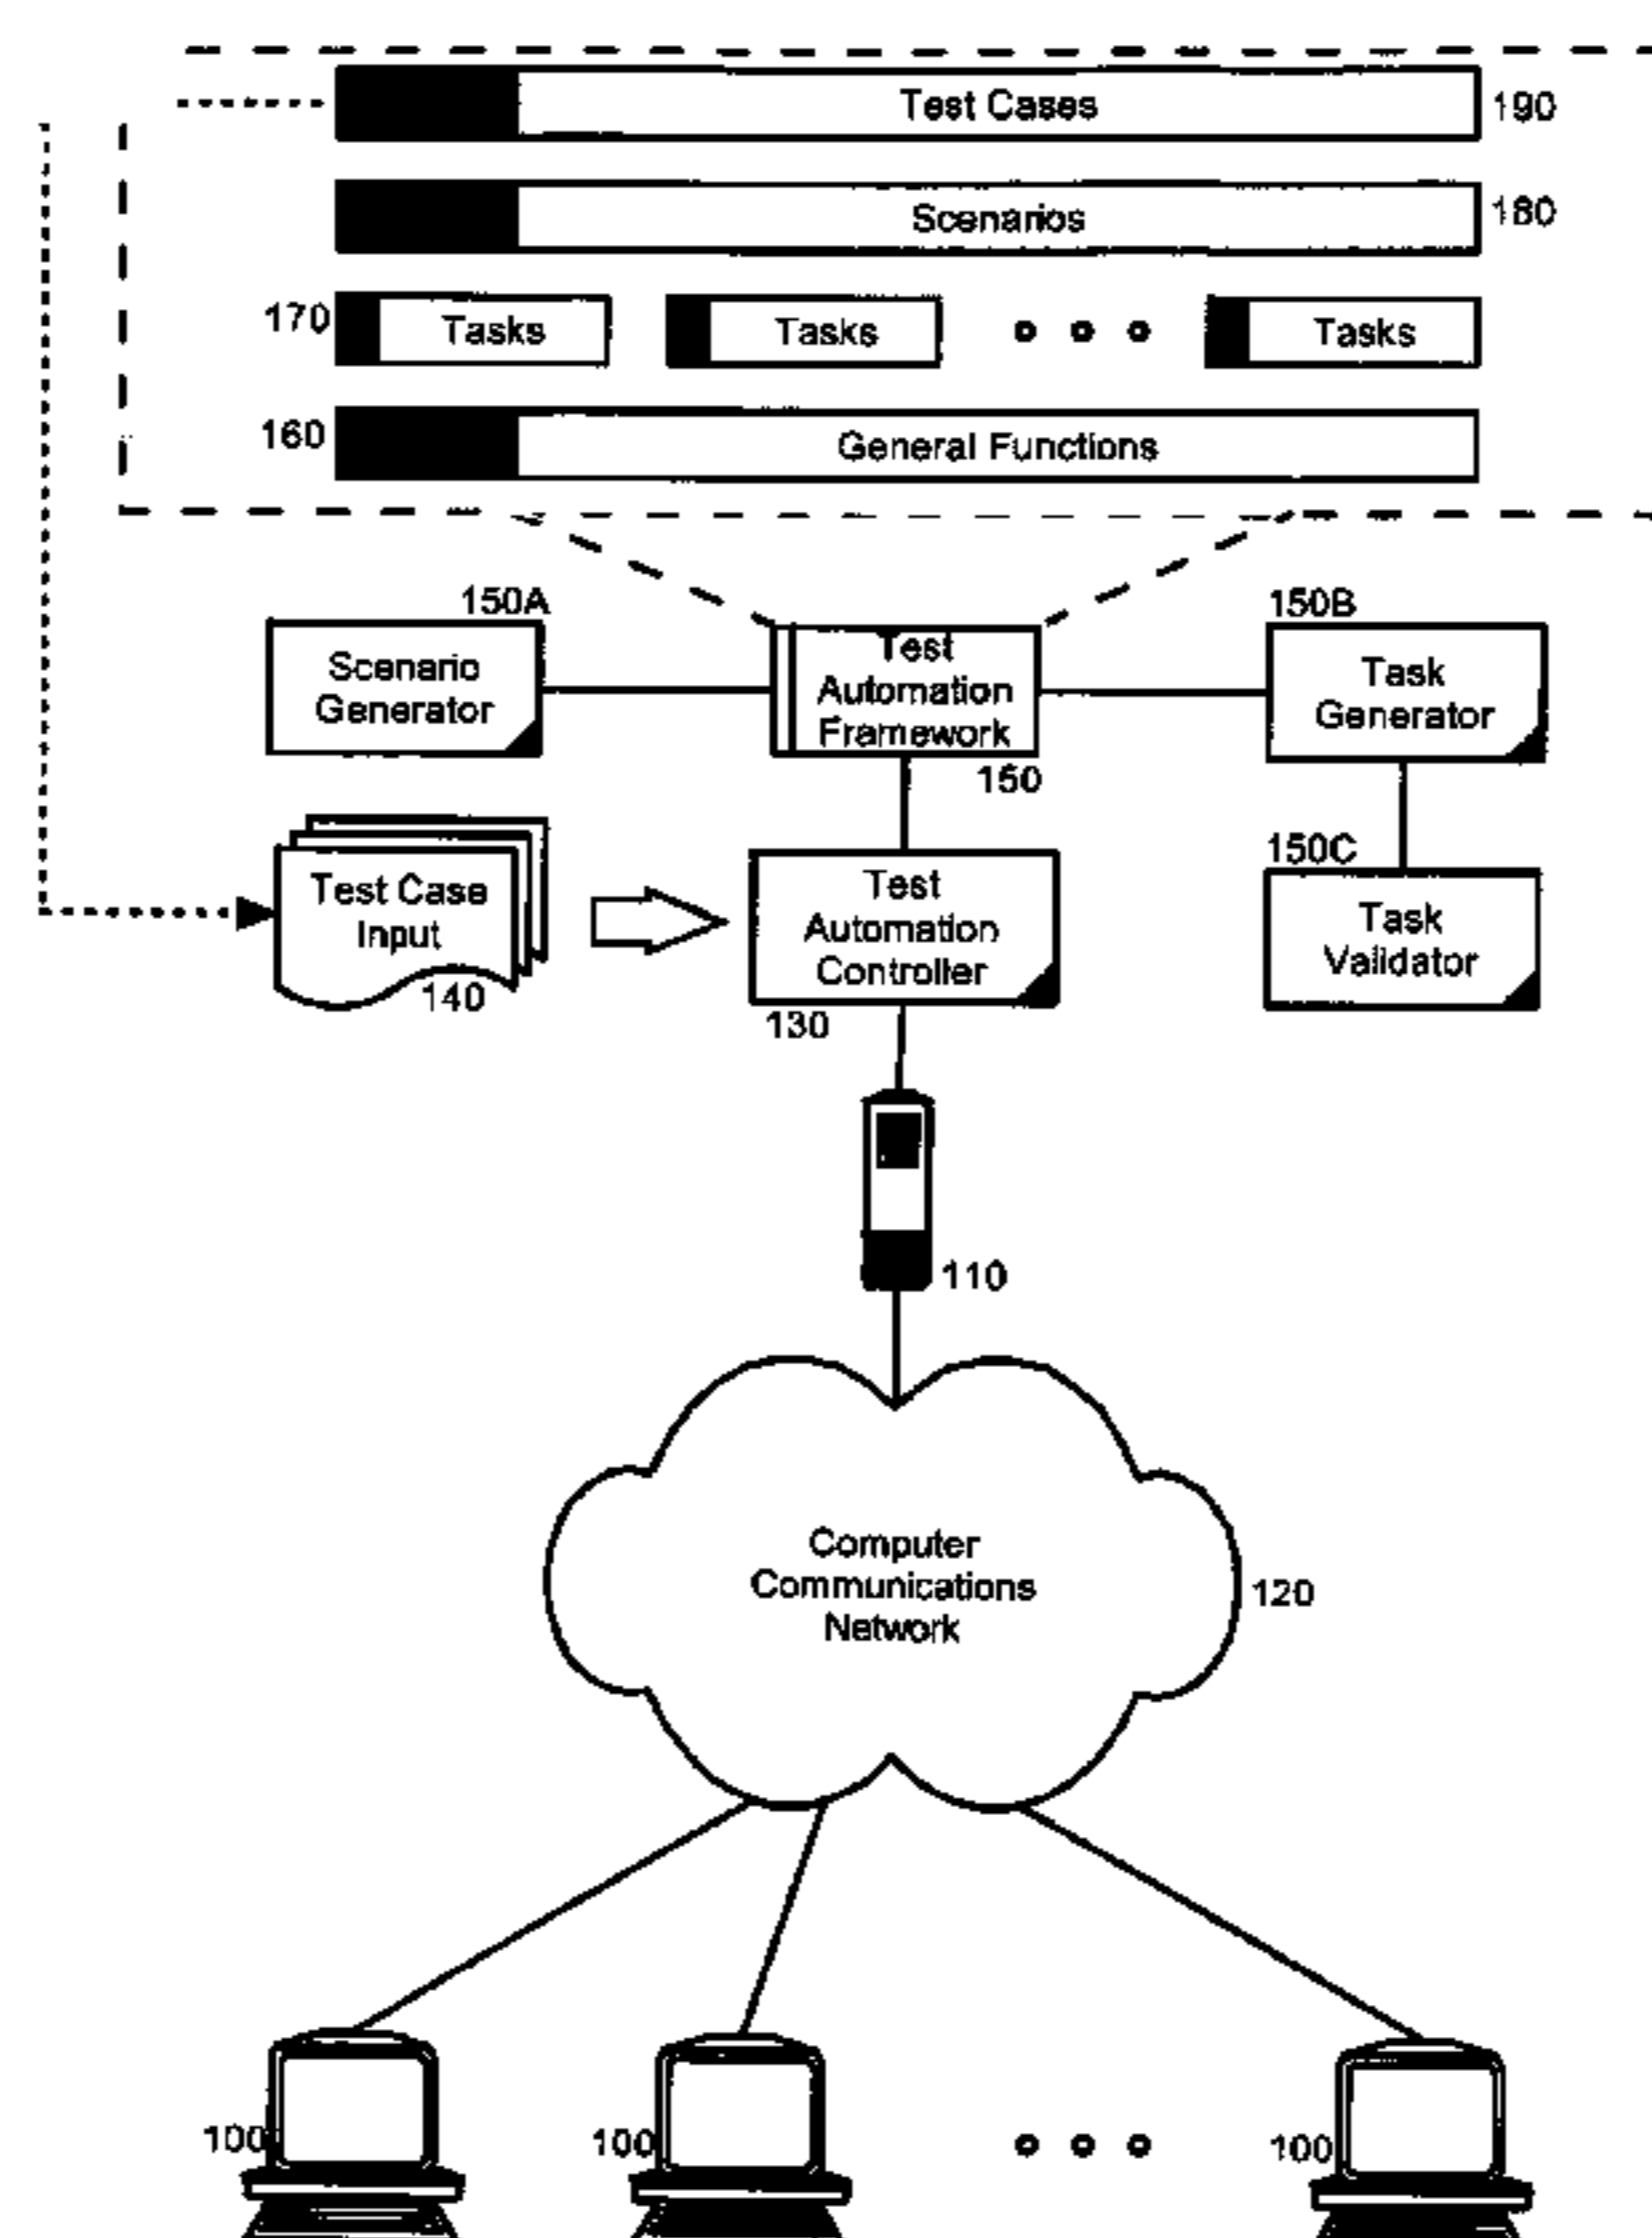 Test Cases
190
Scenarios
180
170
Tasks
Tasks
Tasks
160
General Functions
150A
150B
Scenario
Generator
Test
Automation
Framework
150
Task
Generator
150C
Test Case
Input
140
Test
Automation
Controller
130
Task
Validator
110
Computer
Communications
Network
120
100
100
100